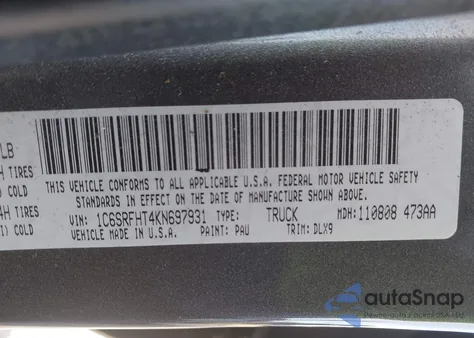 LB
H TIRES
COLD
4H TIRES
I) COLD
THIS VEHICLE CONFORMS TO ALL APPLICABLE U.S.A. FEDERAL MOTOR VEHICLE SAFETY
STANDARDS IN EFFECT ON THE DATE OF MANUFACTURE SHOWN ABOVE.
VIN: 1C6SRFHT4KN697931 TYPE: TRUCK MDH: 110808 473AA
VEHICLE MADE IN U.S.A. PAINT: PAU TRIM: DLX9
autoSnap